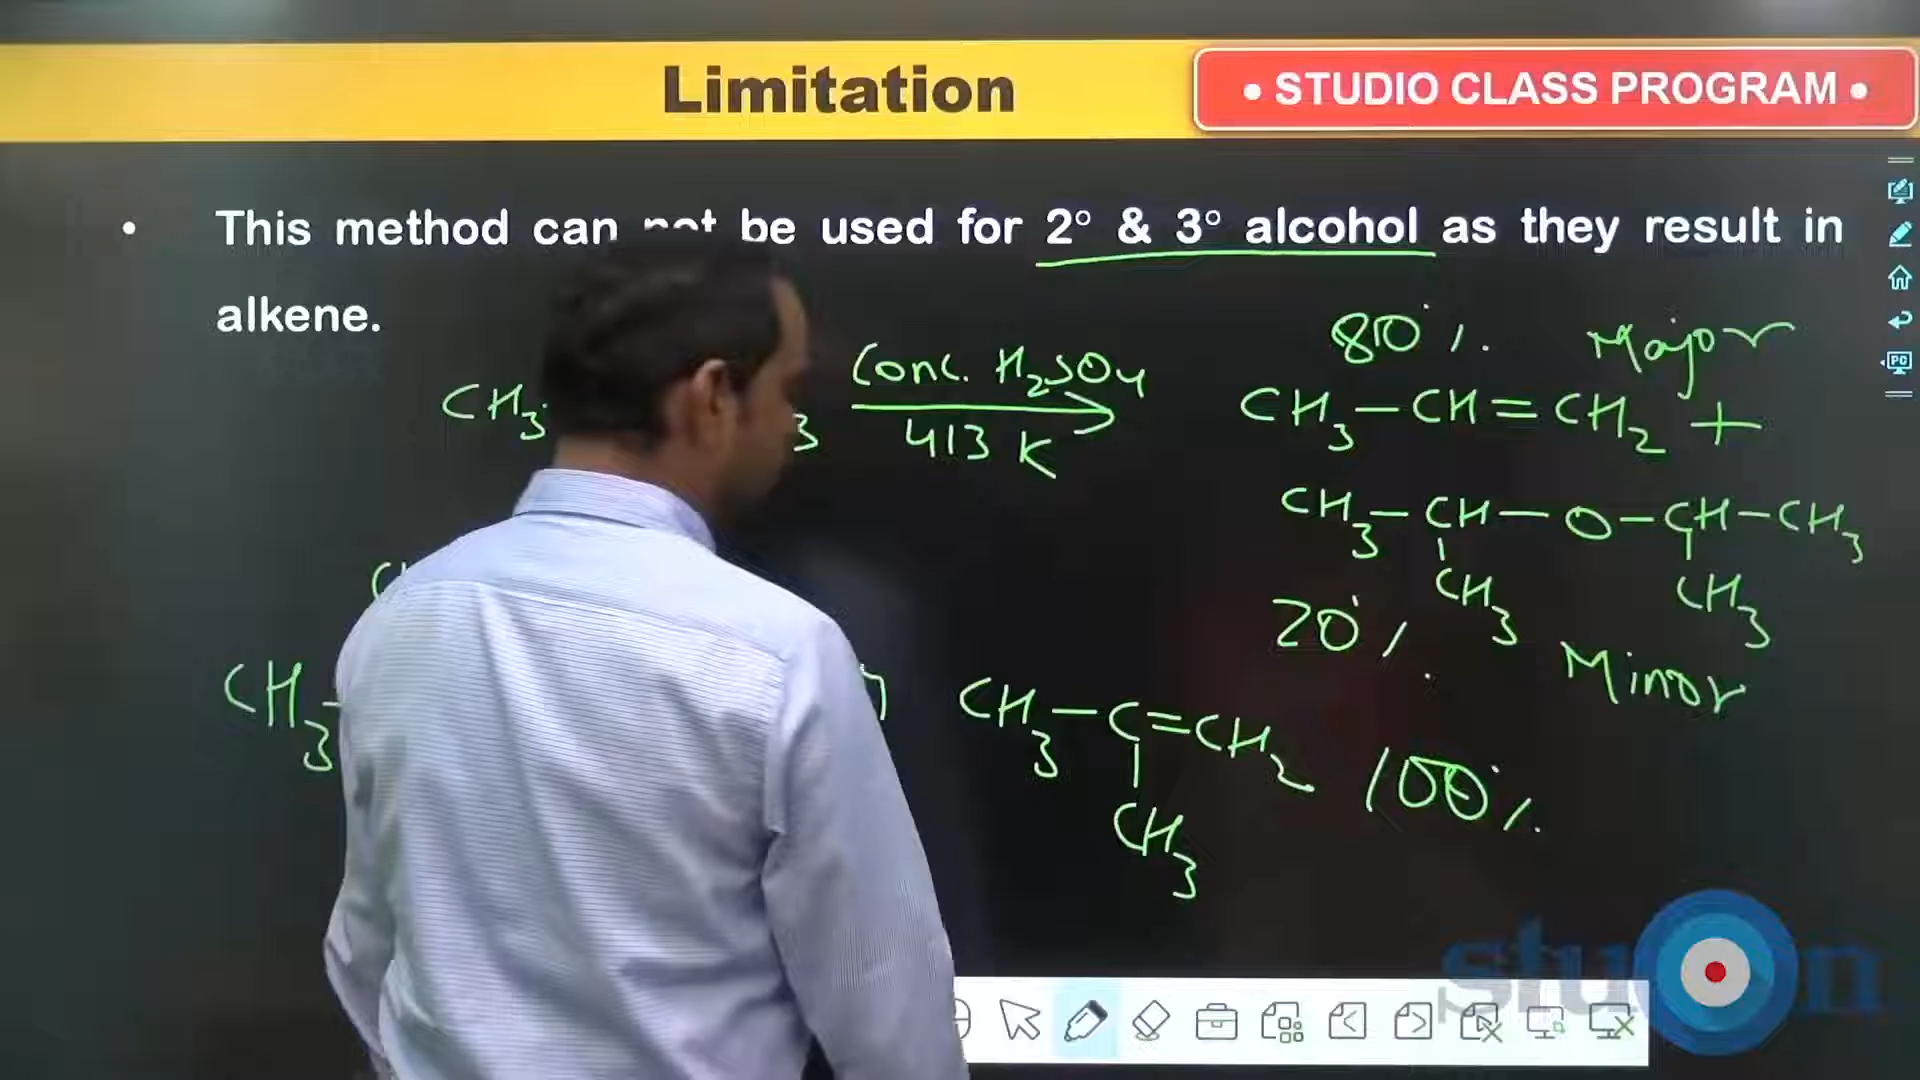 Limitation
• STUDIO CLASS PROGRAM •
• This method can not be used for 2° & 3° alcohol as they result in
alkene.
80% Major
CH3 3 Conc. H2SO4 413 K CH3-CH=CH2 +
CH3-CH-O-CH-CH3
CH3 CH3
20% Minor
CH3 CH3-C=CH2 100%
CH3